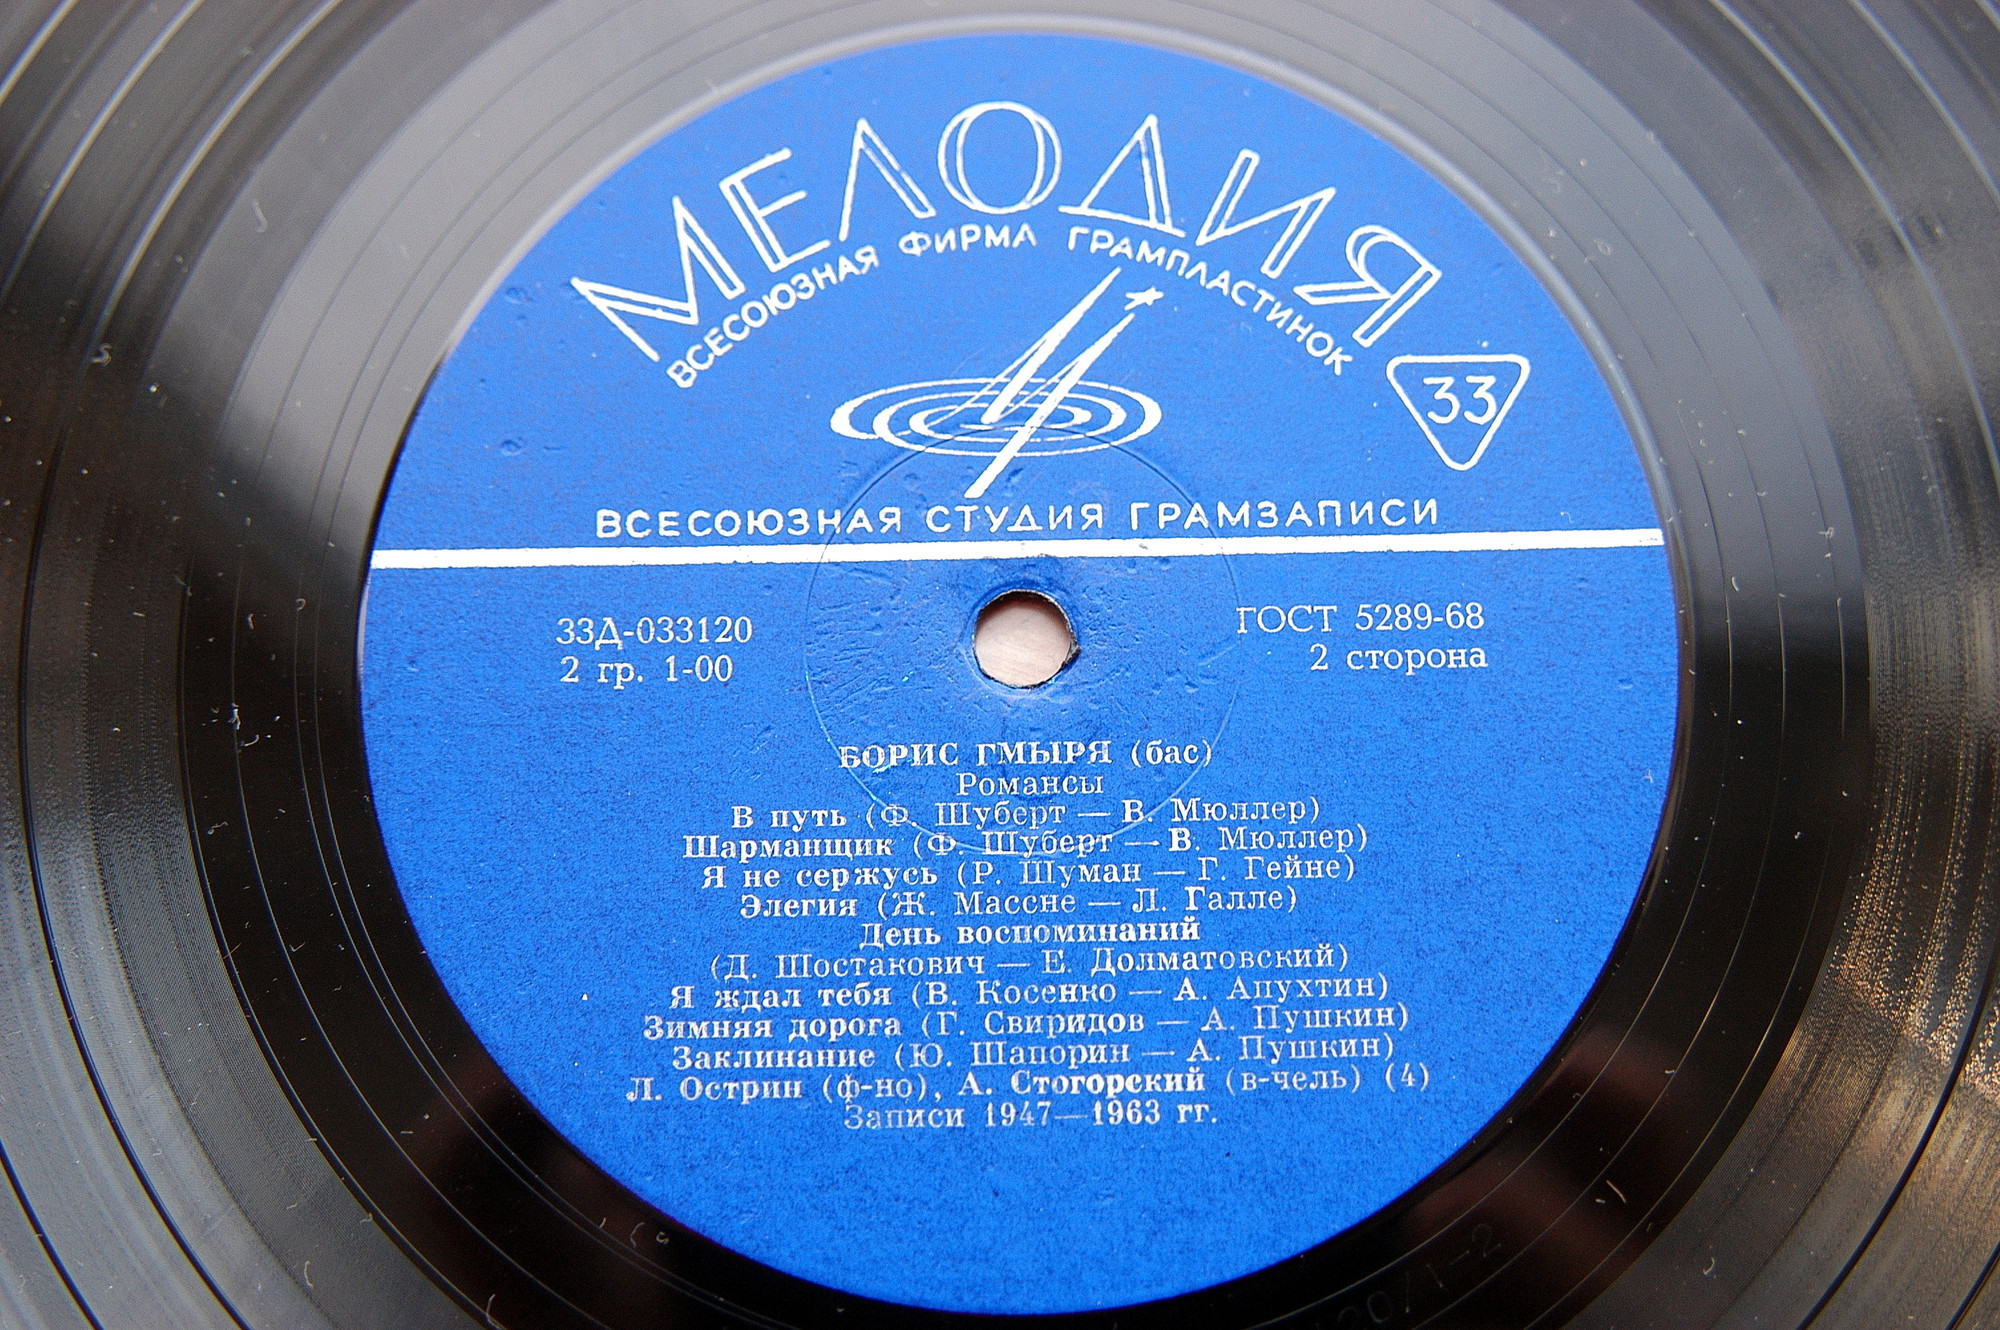 МЕЛОДИЯ
ВСЕСОЮЗНАЯ ФИРМА ГРАМПЛАСТИНОК
33
ВСЕСОЮЗНАЯ СТУДИЯ ГРАМЗАПИСИ
33Д-033120
ГОСТ 5289-68
2 гр. 1-00
2 сторона
БОРИС ГМЫРЯ (бас)
Романсы
В путь (Ф. Шуберт — В. Мюллер)
Шарманщик (Ф. Шуберт — В. Мюллер)
Я не сержусь (Р. Шуман — Г. Гейне)
Элегия (Ж. Массне — Л. Галле)
День воспоминаний
(Д. Шостакович — Е. Долматовский)
Я ждал тебя (В. Косенко — А. Апухтин)
Зимняя дорога (Г. Свиридов — А. Пушкин)
Заклинание (Ю. Шапорин — А. Пушкин)
Л. Острин (ф-но), А. Стогорский (в-чель) (4)
Записи 1947—1963 гг.